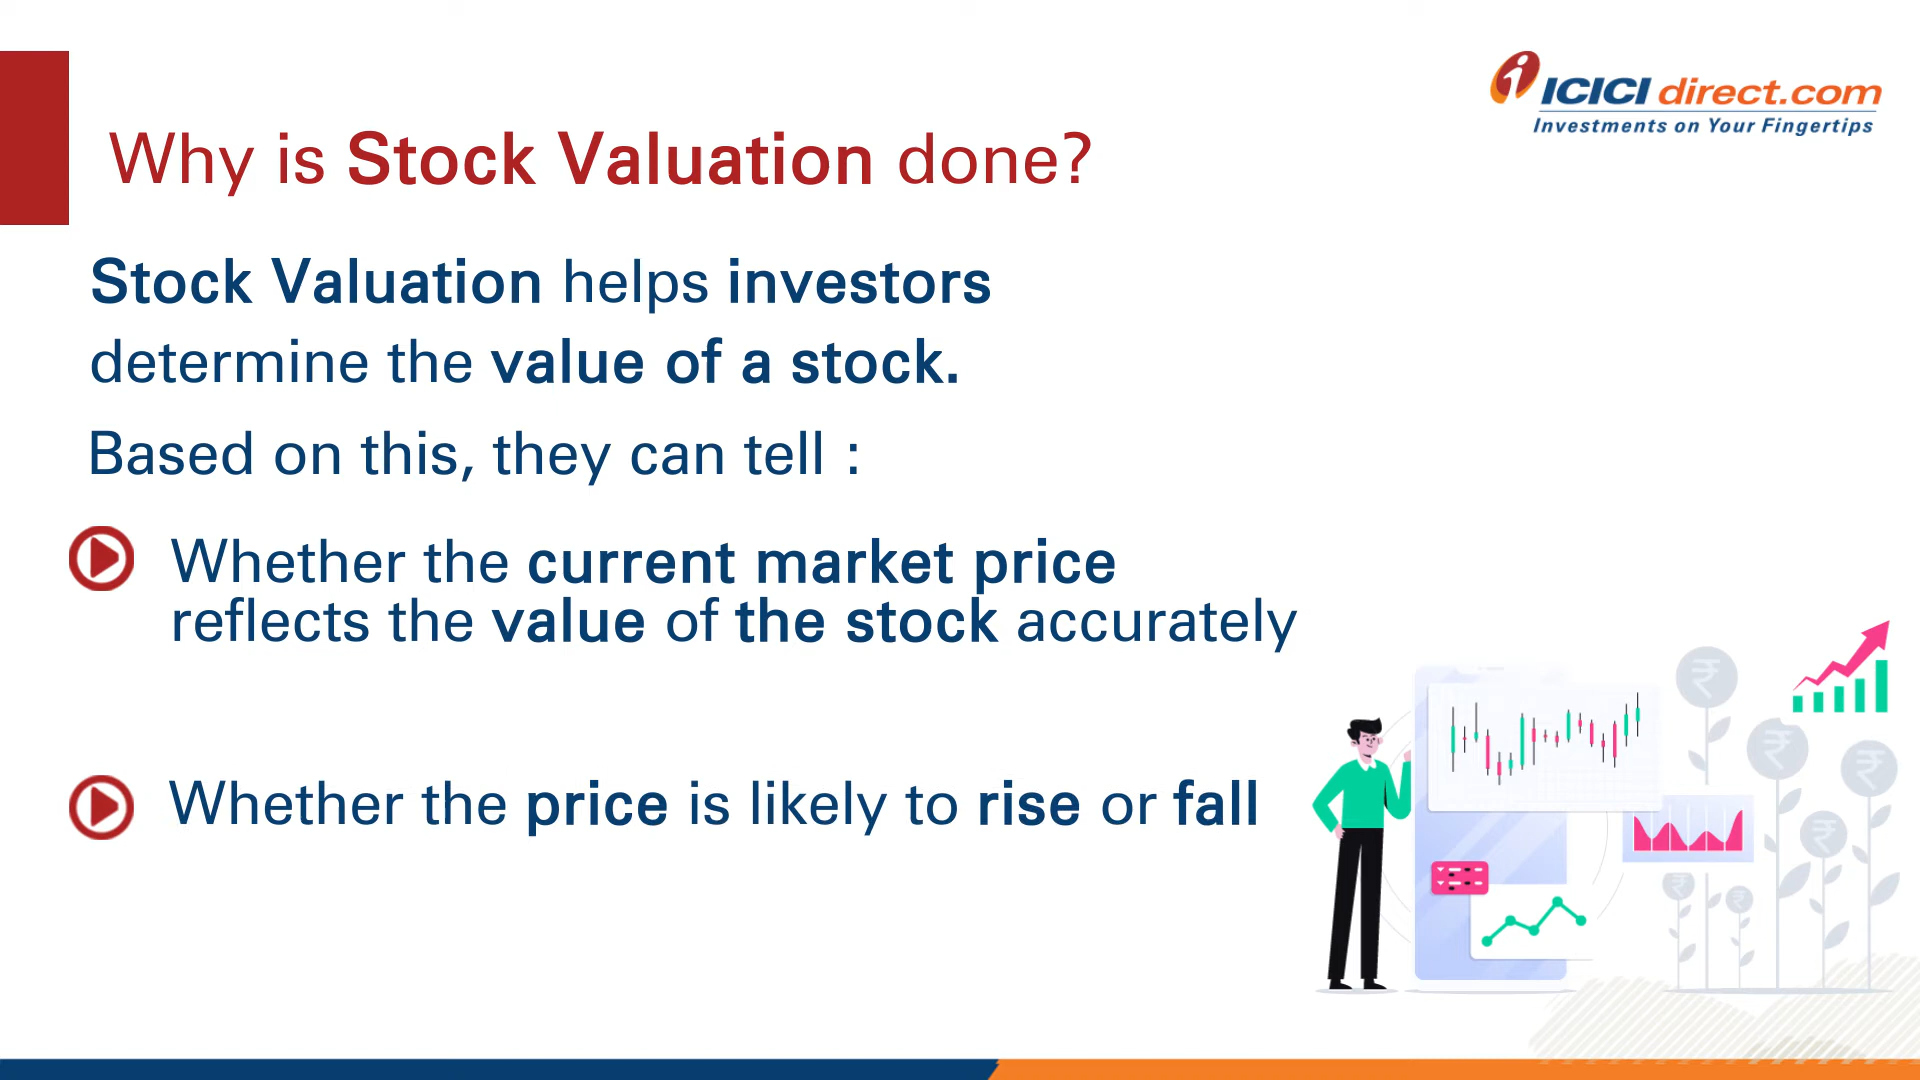 ICICI direct.com
Investments on Your Fingertips
Why is Stock Valuation done?
Stock Valuation helps investors
determine the value of a stock.
Based on this, they can tell :
Whether the current market price
reflects the value of the stock accurately
Whether the price is likely to rise or fall